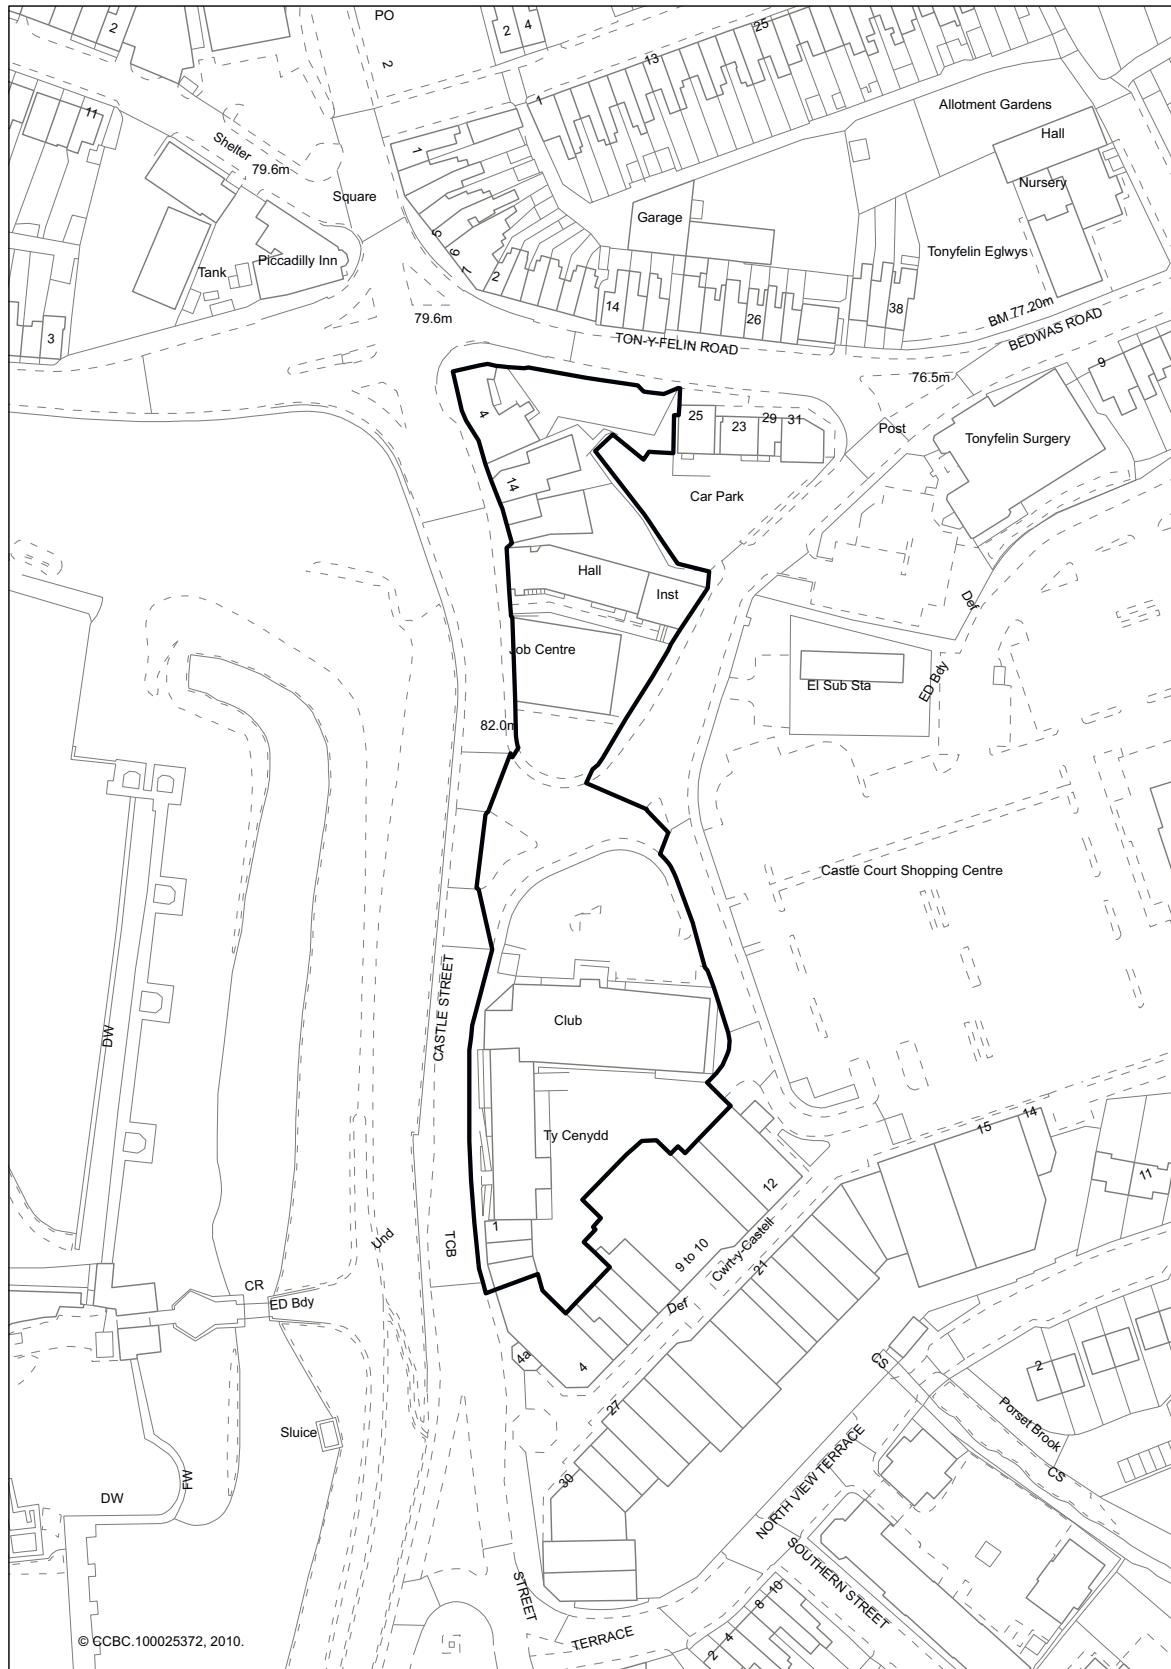 PO
2
2
4
25
2
13
1
11
Allotment Gardens
Hall
Shelter
1
79.6m
Nursery
Square
Garage
5
6
7
Piccadilly Inn
Tank
2
Tonyfelin Eglwys
14
26
38
BM 77.20m
3
79.6m
TON-Y-FELIN ROAD
BEDWAS ROAD
9
76.5m
4
25
23
29
31
Post
Tonyfelin Surgery
14
Car Park
Hall
Inst
Def
Job Centre
El Sub Sta
ED Bdy
82.0m
Castle Court Shopping Centre
CASTLE STREET
Club
DW
Ty Cenydd
15
14
11
12
1
Und
TCB
9 to 10
Cwrt-y-Castell
21
CR
ED Bdy
Def
4a
4
CS
2
27
Porset Brook
Sluice
NORTH VIEW TERRACE
CS
30
FW
DW
SOUTHERN STREET
STREET
10
8
4
2
TERRACE
© CCBC.100025372, 2010.